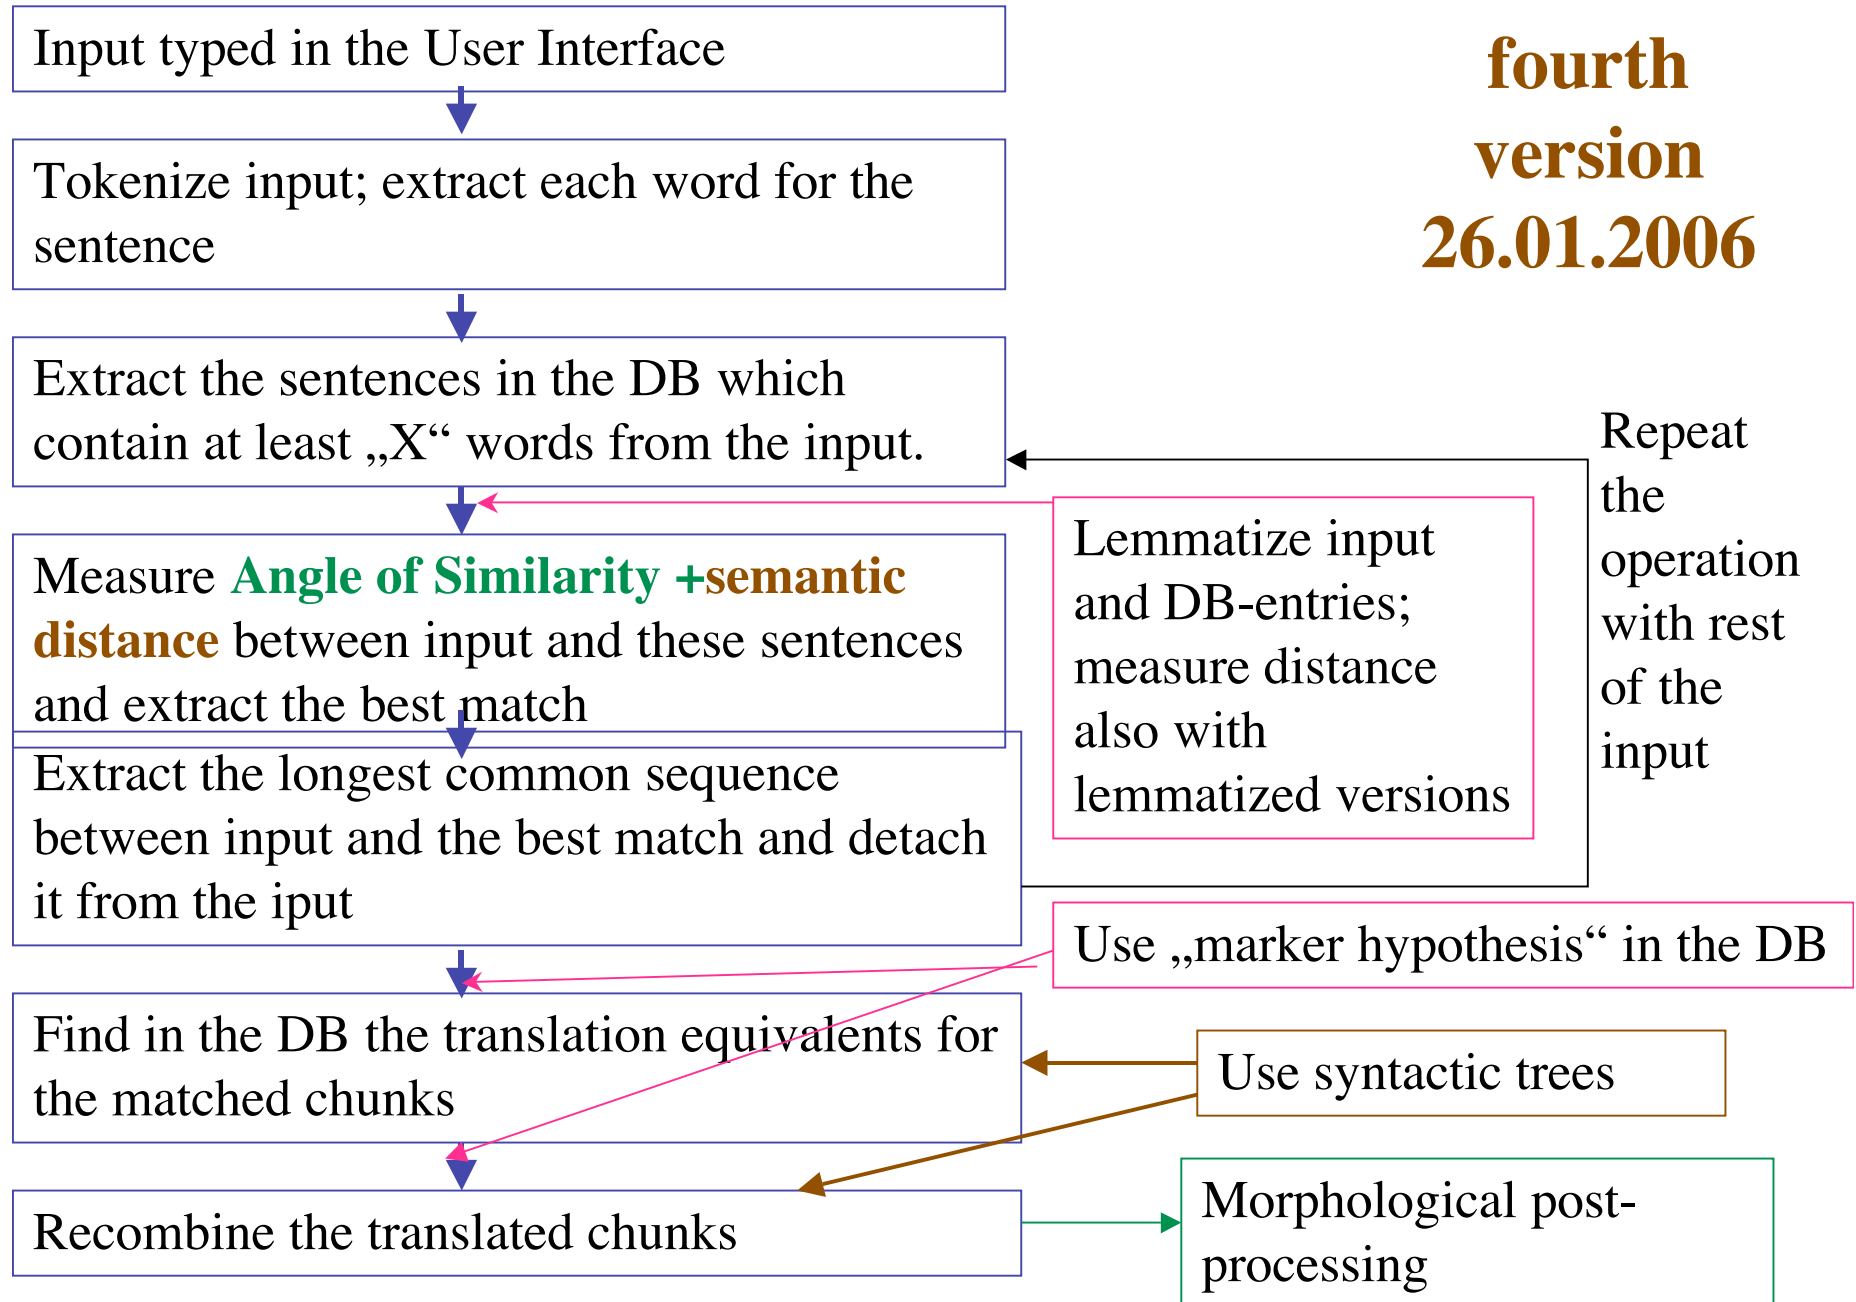 Input typed in the User Interface
fourth
version
26.01.2006
Tokenize input; extract each word for the
sentence
Extract the sentences in the DB which
contain at least „X“ words from the input.
Repeat
the
operation
with rest
of the
input
Lemmatize input
and DB-entries;
measure distance
also with
lemmatized versions
Measure Angle of Similarity +semantic
distance between input and these sentences
and extract the best match
Extract the longest common sequence
between input and the best match and detach
it from the iput
Use „marker hypothesis“ in the DB
Find in the DB the translation equivalents for
the matched chunks
Use syntactic trees
Recombine the translated chunks
Morphological post-
processing